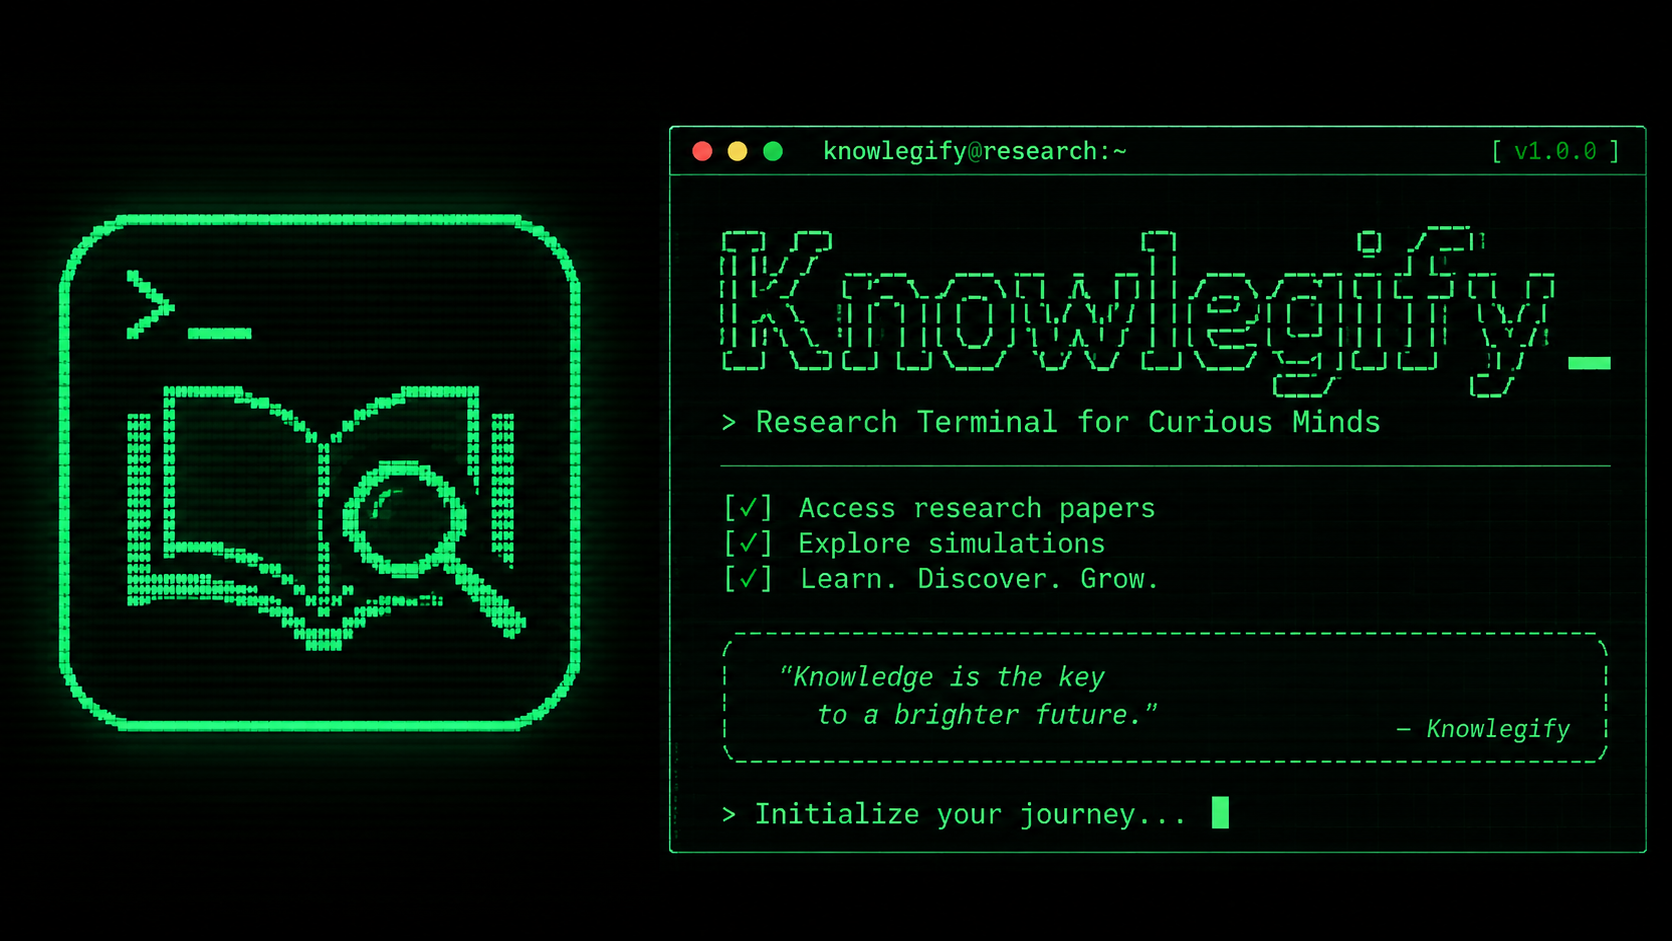 >_
knowlegify@research:~ [ v1.0.0 ]
Knowlegify_
> Research Terminal for Curious Minds
[✓] Access research papers
[✓] Explore simulations
[✓] Learn. Discover. Grow.
“Knowledge is the key
to a brighter future.”
— Knowlegify
> Initialize your journey...